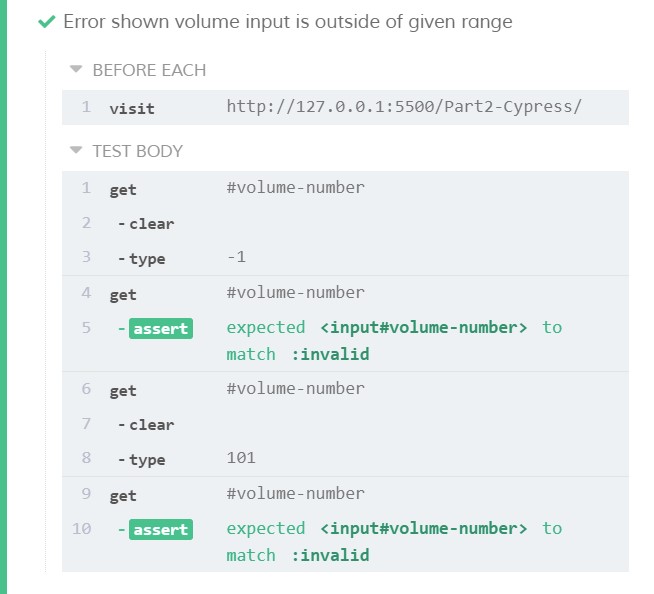 Error shown volume input is outside of given range
BEFORE EACH
1 visit http://127.0.0.1:5500/Part2-Cypress/
TEST BODY
1 get #volume-number
2 - clear
3 - type -1
4 get #volume-number
5 - assert expected <input#volume-number> to
match :invalid
6 get #volume-number
7 - clear
8 - type 101
9 get #volume-number
10 - assert expected <input#volume-number> to
match :invalid